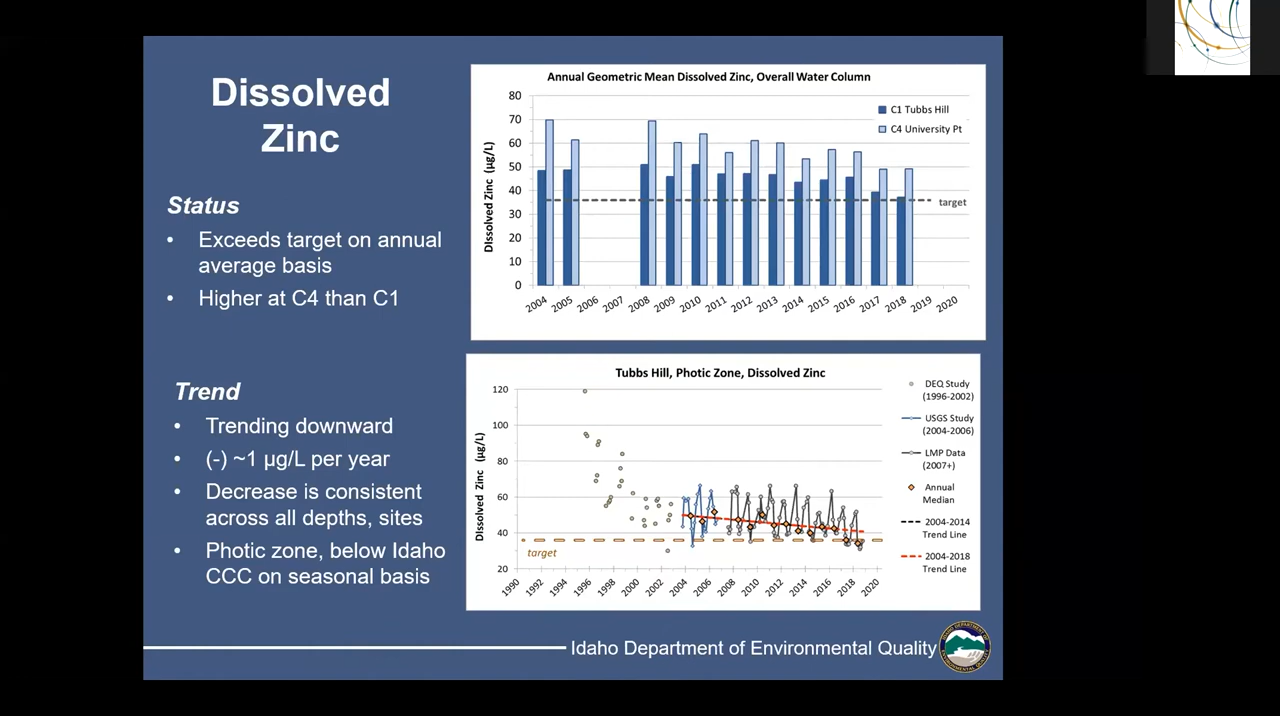 Dissolved
Zinc
Status
• Exceeds target on annual
average basis
• Higher at C4 than C1
Trend
• Trending downward
• (-) ~1 µg/L per year
• Decrease is consistent
across all depths, sites
• Photic zone, below Idaho
CCC on seasonal basis
Annual Geometric Mean Dissolved Zinc, Overall Water Column
DIssolved Zinc (µg/L)
80
70
60
50
40
30
20
10
0
C1 Tubbs Hill
C4 University Pt
target
2004 2005 2006 2007 2008 2009 2010 2011 2012 2013 2014 2015 2016 2017 2018 2019 2020
Tubbs Hill, Photic Zone, Dissolved Zinc
DIssolved Zinc (µg/L)
120
100
80
60
40
20
target
1990 1992 1994 1996 1998 2000 2002 2004 2006 2008 2010 2012 2014 2016 2018 2020
DEQ Study
(1996-2002)
USGS Study
(2004-2006)
LMP Data
(2007+)
Annual
Median
2004-2014
Trend Line
2004-2018
Trend Line
Idaho Department of Environmental Quality